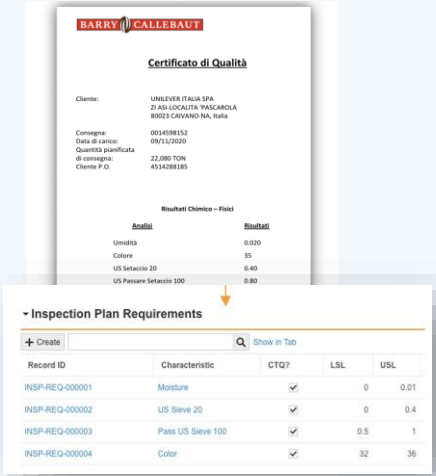 BARRY CALLEBAUT
Certificato di Qualità
Cliente: UNILEVER ITALIA SPA
ZI ASI-LOCALITA 'PASCAROLA
80023 CAIVANO-NA, Italia
Consegna: 0014598152
Data di carico: 09/11/2020
Quantità pianificata
di consegna: 22,080 TON
Cliente P.O. 4514288185
Risultati Chimico – Fisici
Analisi Risultati
Umidità 0.020
Colore 35
US Setaccio 20 0.40
US Passare Setaccio 100 0.80
Inspection Plan Requirements
+ Create Show in Tab
Record ID Characteristic CTQ? LSL USL
INSP-REQ-000001 Moisture 0 0.01
INSP-REQ-000002 US Sieve 20 0 0.4
INSP-REQ-000003 Pass US Sieve 100 0.5 1
INSP-REQ-000004 Color 32 36